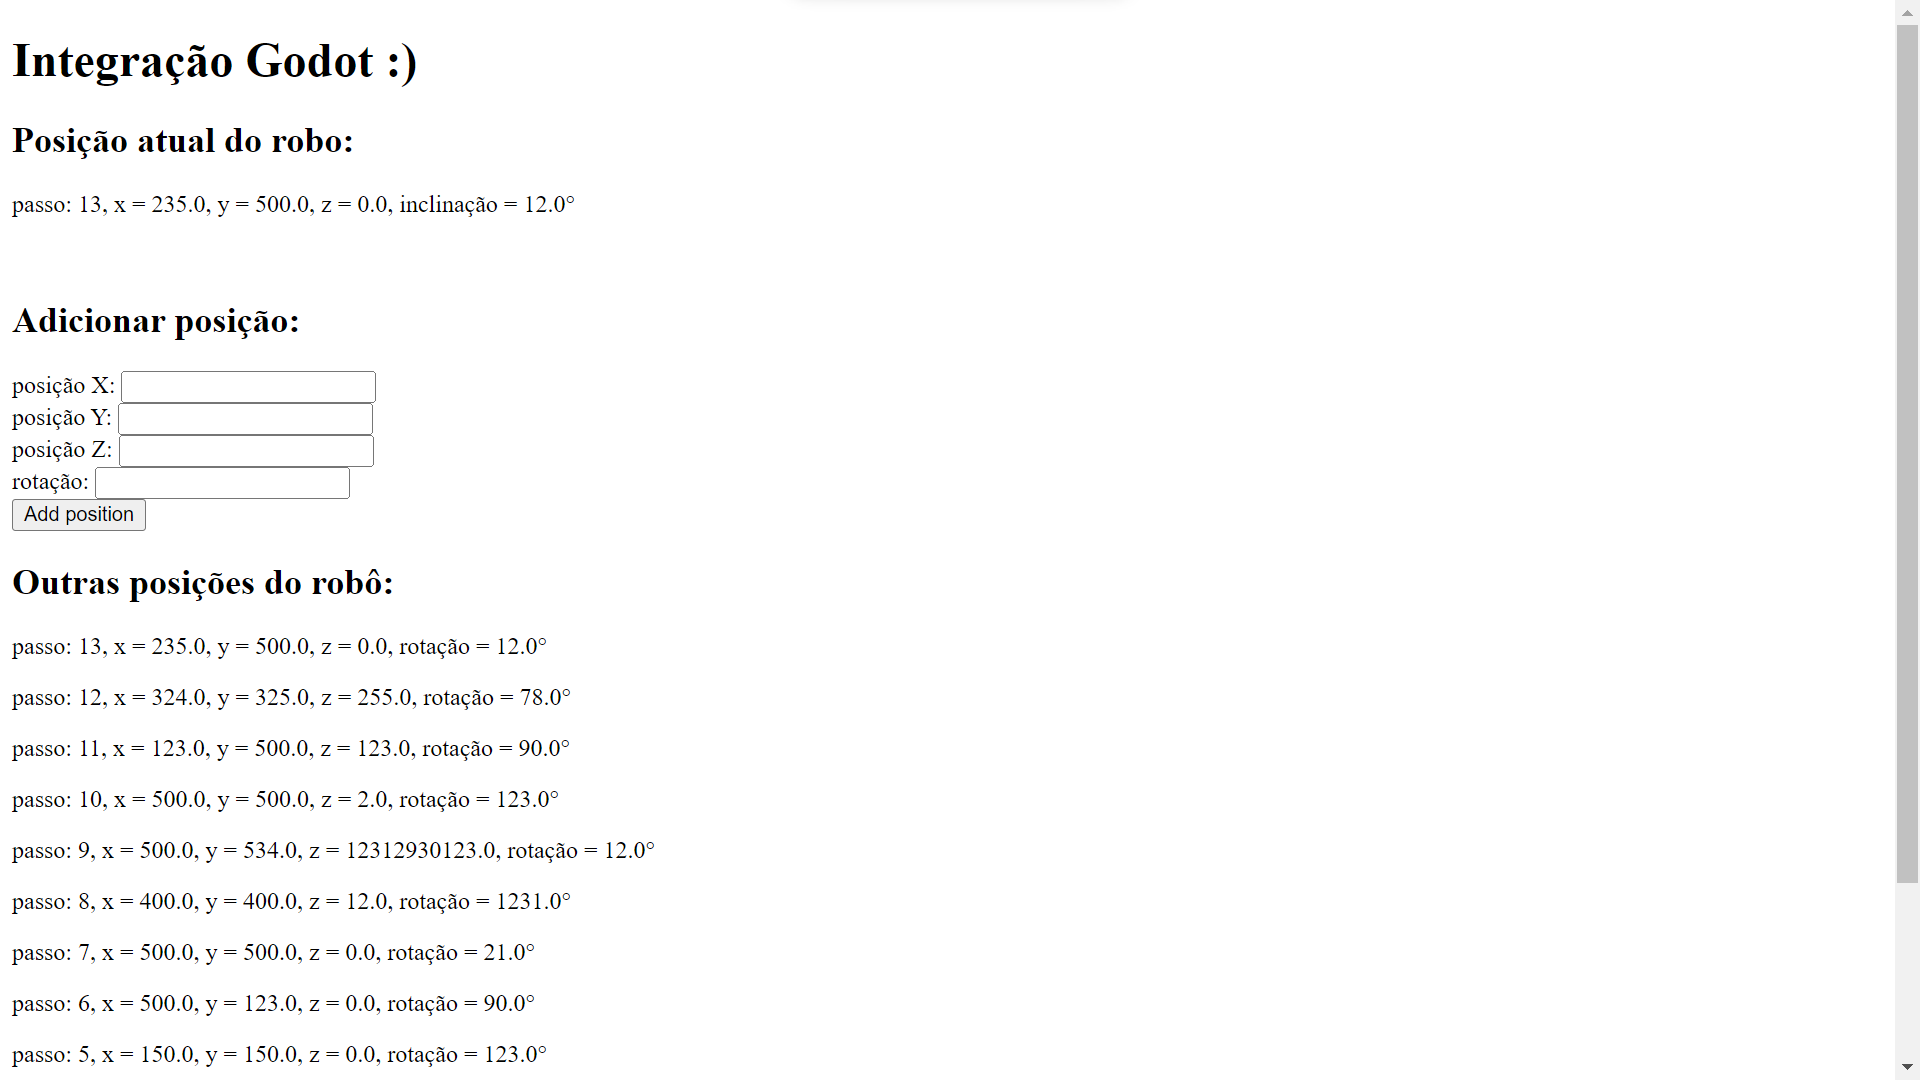 Integração Godot :)
Posição atual do robo:
passo: 13, x = 235.0, y = 500.0, z = 0.0, inclinação = 12.0°
Adicionar posição:
posição X:
posição Y:
posição Z:
rotação:
Add position
Outras posições do robô:
passo: 13, x = 235.0, y = 500.0, z = 0.0, rotação = 12.0°
passo: 12, x = 324.0, y = 325.0, z = 255.0, rotação = 78.0°
passo: 11, x = 123.0, y = 500.0, z = 123.0, rotação = 90.0°
passo: 10, x = 500.0, y = 500.0, z = 2.0, rotação = 123.0°
passo: 9, x = 500.0, y = 534.0, z = 12312930123.0, rotação = 12.0°
passo: 8, x = 400.0, y = 400.0, z = 12.0, rotação = 1231.0°
passo: 7, x = 500.0, y = 500.0, z = 0.0, rotação = 21.0°
passo: 6, x = 500.0, y = 123.0, z = 0.0, rotação = 90.0°
passo: 5, x = 150.0, y = 150.0, z = 0.0, rotação = 123.0°